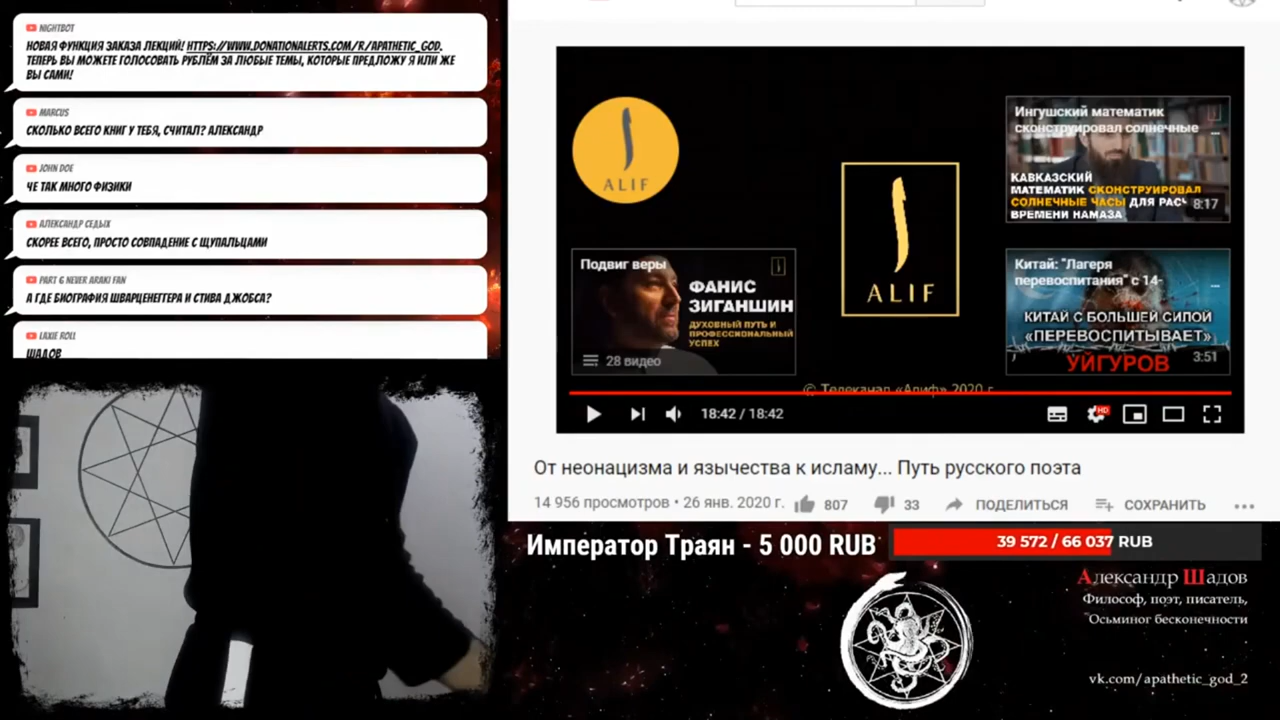 NIGHTBOT
НОВАЯ ФУНКЦИЯ ЗАКАЗА ЛЕКЦИЙ! HTTPS://WWW.DONATIONALERTS.COM/R/APATHETIC_GOD.
ТЕПЕРЬ ВЫ МОЖЕТЕ ГОЛОСОВАТЬ РУБЛЁМ ЗА ЛЮБЫЕ ТЕМЫ, КОТОРЫЕ ПРЕДЛОЖУ Я ИЛИ ЖЕ
ВЫ САМИ!
MARCUS
СКОЛЬКО ВСЕГО КНИГ У ТЕБЯ, СЧИТАЛ? АЛЕКСАНДР
JOHN DOE
ЧЕ ТАК МНОГО ФИЗИКИ
АЛЕКСАНДР СЕДЫХ
СКОРЕЕ ВСЕГО, ПРОСТО СОВПАДЕНИЕ С ЩУПАЛЬЦАМИ
PART 6 NEVER ARAKI FAN
А ГДЕ БИОГРАФИЯ ШВАРЦЕНЕГГЕРА И СТИВА ДЖОБСА?
LAXIE ROLL
ШАДОВ
ALIF
Подвиг веры
ФАНИС
ЗИГАНШИН
ДУХОВНЫЙ ПУТЬ И
ПРОФЕССИОНАЛЬНЫЙ
УСПЕХ
28 видео
ALIF
Ингушский математик
сконструировал солнечные ...
КАВКАЗСКИЙ
МАТЕМАТИК СКОНСТРУИРОВАЛ
СОЛНЕЧНЫЕ ЧАСЫ ДЛЯ РАСЧ
ВРЕМЕНИ НАМАЗА
8:17
Китай: "Лагеря
перевоспитания" с 14- ...
КИТАЙ С БОЛЬШЕЙ СИЛОЙ
«ПЕРЕВОСПИТЫВАЕТ»
УЙГУРОВ
3:51
© Телеканал «Алиф» 2020 г.
18:42 / 18:42
HD
От неонацизма и язычества к исламу... Путь русского поэта
14 956 просмотров • 26 янв. 2020 г.
807
33
ПОДЕЛИТЬСЯ
СОХРАНИТЬ
Император Траян - 5 000 RUB
39 572 / 66 037 RUB
Александр Шадов
Философ, поэт, писатель,
Осьминог бесконечности
vk.com/apathetic_god_2